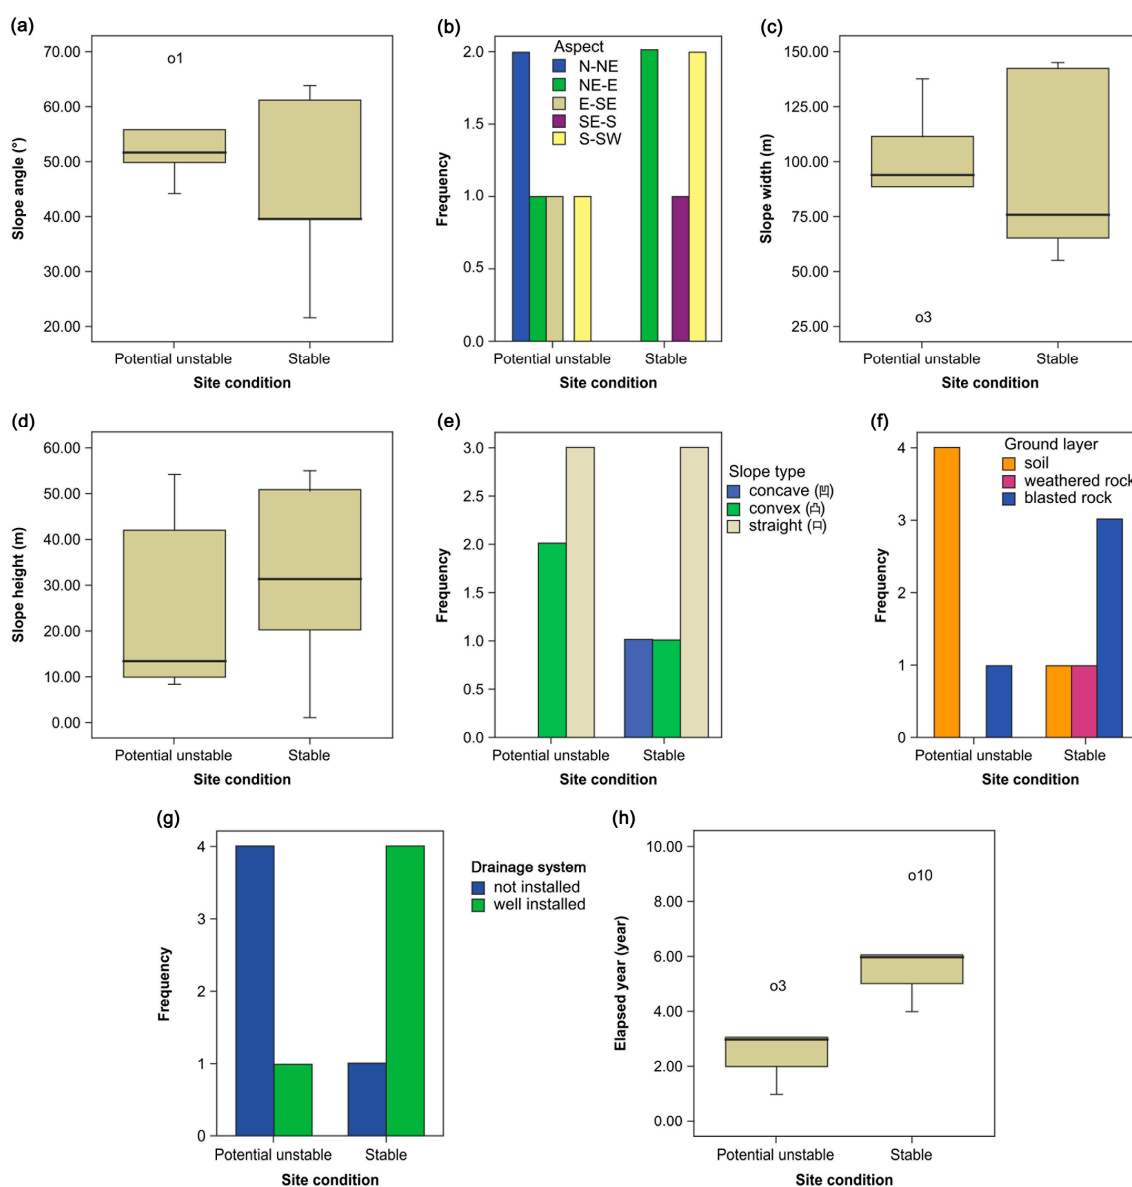 (a)
70.00
60.00
50.00
40.00
30.00
20.00
Slope angle (°)
o1
Potential unstable
Stable
Site condition
(b)
2.0
1.5
1.0
0.5
0.0
Frequency
Aspect
N-NE
NE-E
E-SE
SE-S
S-SW
Potential unstable
Stable
Site condition
(c)
150.00
125.00
100.00
75.00
50.00
25.00
Slope width (m)
o3
Potential unstable
Stable
Site condition
(d)
60.00
50.00
40.00
30.00
20.00
10.00
0.00
Slope height (m)
Potential unstable
Stable
Site condition
(e)
3.0
2.5
2.0
1.5
1.0
0.5
0.0
Frequency
Slope type
concave (凹)
convex (凸)
straight (ㅁ)
Potential unstable
Stable
Site condition
(f)
4
3
2
1
0
Frequency
Ground layer
soil
weathered rock
blasted rock
Potential unstable
Stable
Site condition
(g)
4
3
2
1
0
Frequency
Drainage system
not installed
well installed
Potential unstable
Stable
Site condition
(h)
10.00
8.00
6.00
4.00
2.00
0.00
Elapsed year (year)
o3
o10
Potential unstable
Stable
Site condition